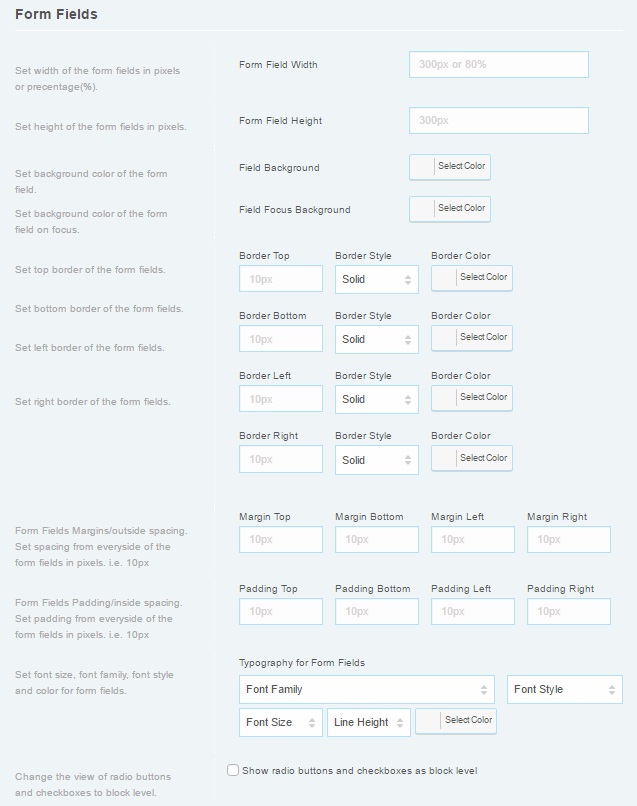 Form Fields
Set width of the form fields in pixels
or precentage(%).
Form Field Width
300px or 80%
Set height of the form fields in pixels.
Form Field Height
300px
Set background color of the form
field.
Field Background
Select Color
Set background color of the form
field on focus.
Field Focus Background
Select Color
Set top border of the form fields.
Border Top Border Style Border Color
10px Solid Select Color
Set bottom border of the form fields.
Border Bottom Border Style Border Color
10px Solid Select Color
Set left border of the form fields.
Border Left Border Style Border Color
10px Solid Select Color
Set right border of the form fields.
Border Right Border Style Border Color
10px Solid Select Color
Form Fields Margins/outside spacing.
Set spacing from everyside of the
form fields in pixels. i.e. 10px
Margin Top Margin Bottom Margin Left Margin Right
10px 10px 10px 10px
Form Fields Padding/inside spacing.
Set padding from everyside of the
form fields in pixels. i.e. 10px
Padding Top Padding Bottom Padding Left Padding Right
10px 10px 10px 10px
Set font size, font family, font style
and color for form fields.
Typography for Form Fields
Font Family Font Style
Font Size Line Height Select Color
Change the view of radio buttons
and checkboxes to block level.
Show radio buttons and checkboxes as block level